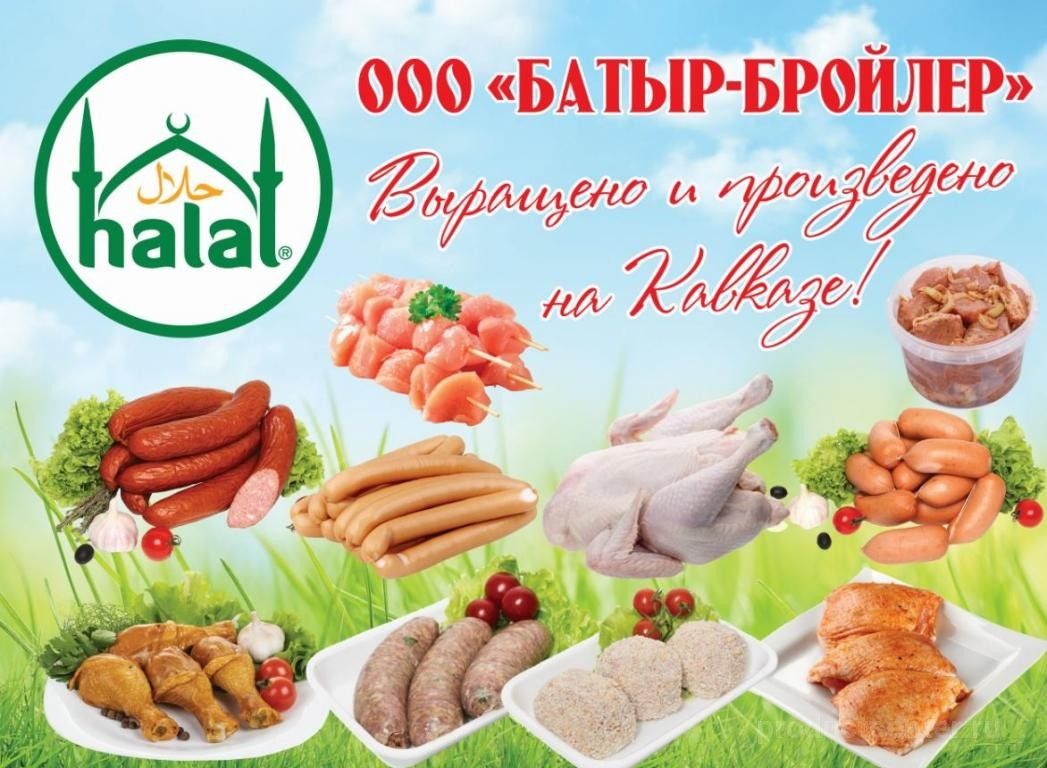 حلال
halal®
ООО «БАТЫР-БРОЙЛЕР»
Выращено и произведено
на Кавказе!